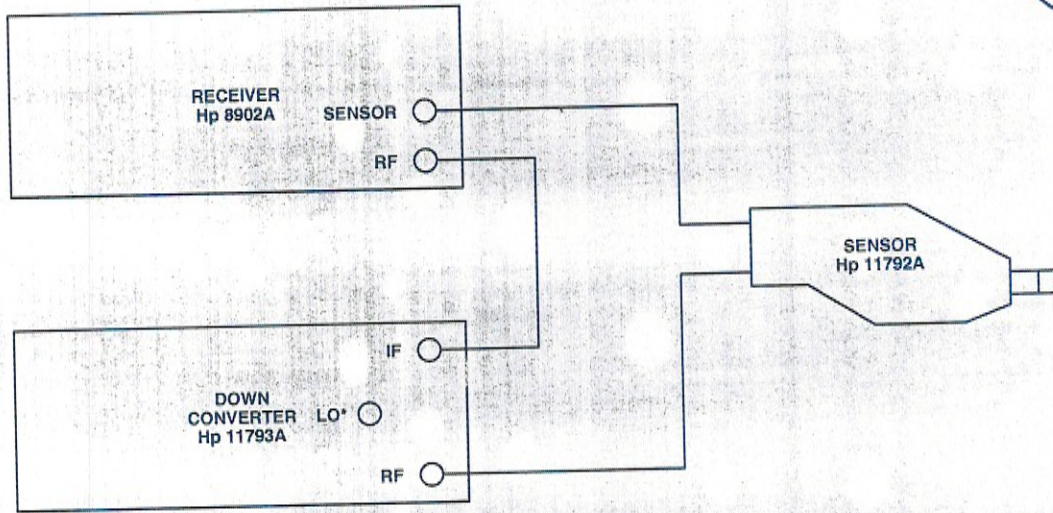 RECEIVER
Hp 8902A
SENSOR
RF
SENSOR
Hp 11792A
IF
DOWN
CONVERTER
Hp 11793A
LO*
RF